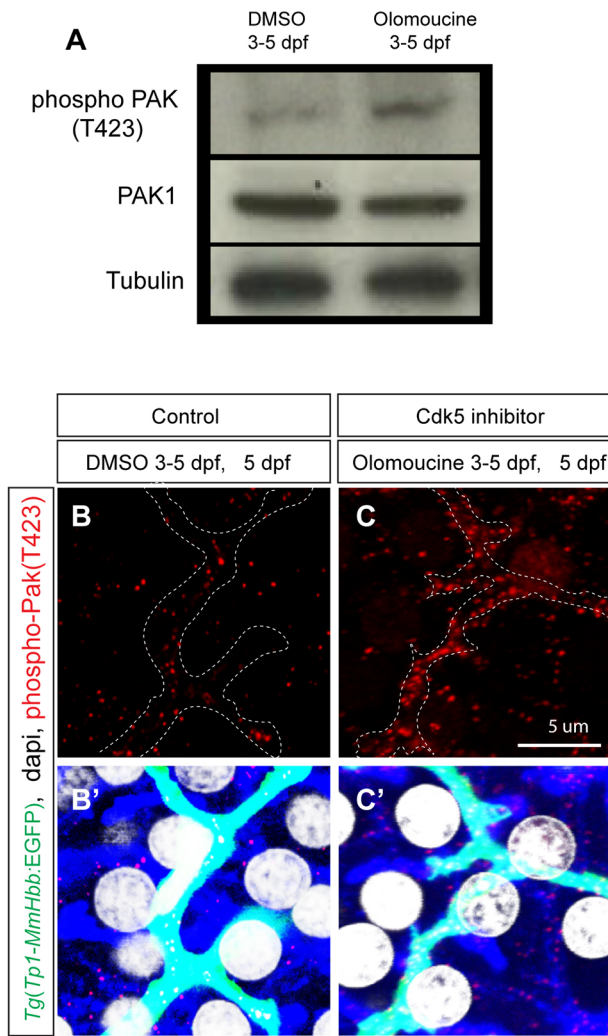 A
DMSO
3-5 dpf
Olomoucine
3-5 dpf
phospho PAK
(T423)
PAK1
Tubulin
Control
Cdk5 inhibitor
DMSO 3-5 dpf, 5 dpf
Olomoucine 3-5 dpf, 5 dpf
Tg(Tp1-MmHbb:EGFP), dapi, phospho-Pak(T423)
B
C
5 um
B'
C'